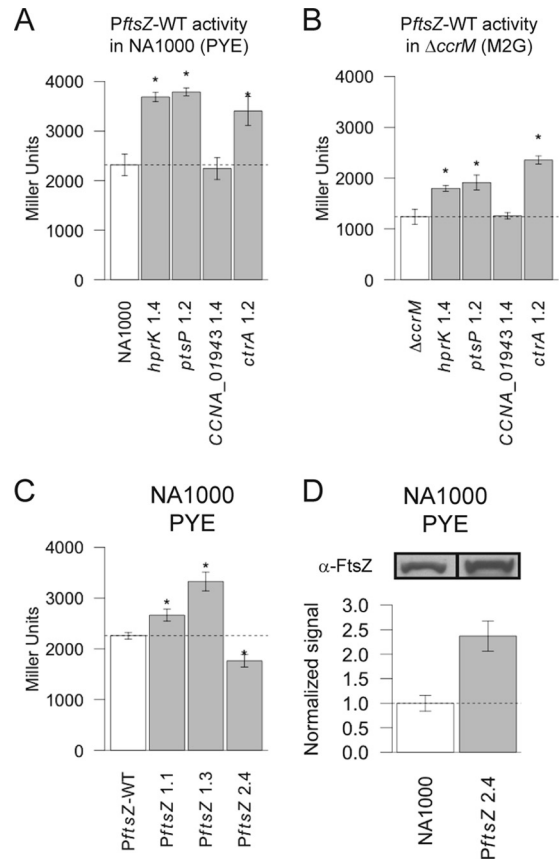 A
PftsZ-WT activity
in NA1000 (PYE)
Miller Units
4000
3000
2000
1000
0
* * *
NA1000
hprK 1.4
ptsP 1.2
CCNA_01943 1.4
ctrA 1.2
B
PftsZ-WT activity
in ΔccrM (M2G)
Miller Units
4000
3000
2000
1000
0
* * *
ΔccrM
hprK 1.4
ptsP 1.2
CCNA_01943 1.4
ctrA 1.2
C
NA1000
PYE
Miller Units
4000
3000
2000
1000
0
* * *
PftsZ-WT
PftsZ 1.1
PftsZ 1.3
PftsZ 2.4
D
NA1000
PYE
α-FtsZ
Normalized signal
3.0
2.5
2.0
1.5
1.0
0.5
0.0
NA1000
PftsZ 2.4